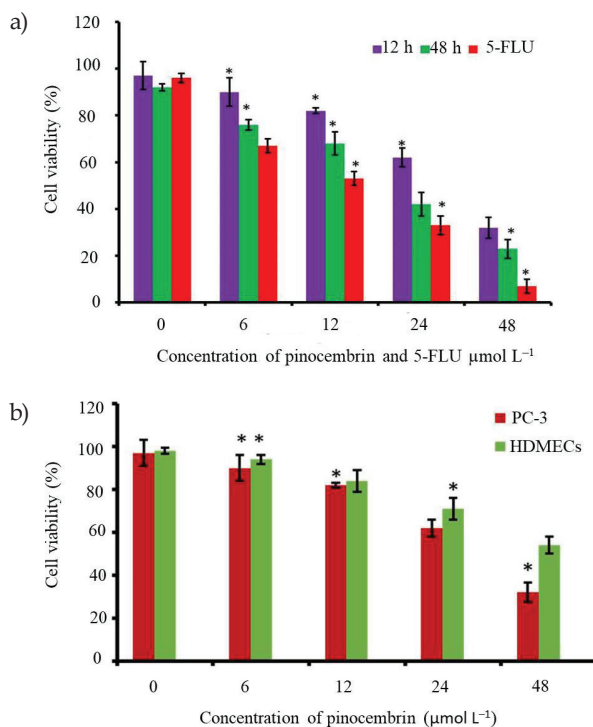 a)
120
100
80
60
40
20
0
Cell viability (%)
12 h 48 h 5-FLU
* * * * * * * * * *
0 6 12 24 48
Concentration of pinocembrin and 5-FLU µmol L⁻¹
b)
120
100
80
60
40
20
0
Cell viability (%)
PC-3
HDMECs
* * * * *
0 6 12 24 48
Concentration of pinocembrin (µmol L⁻¹)